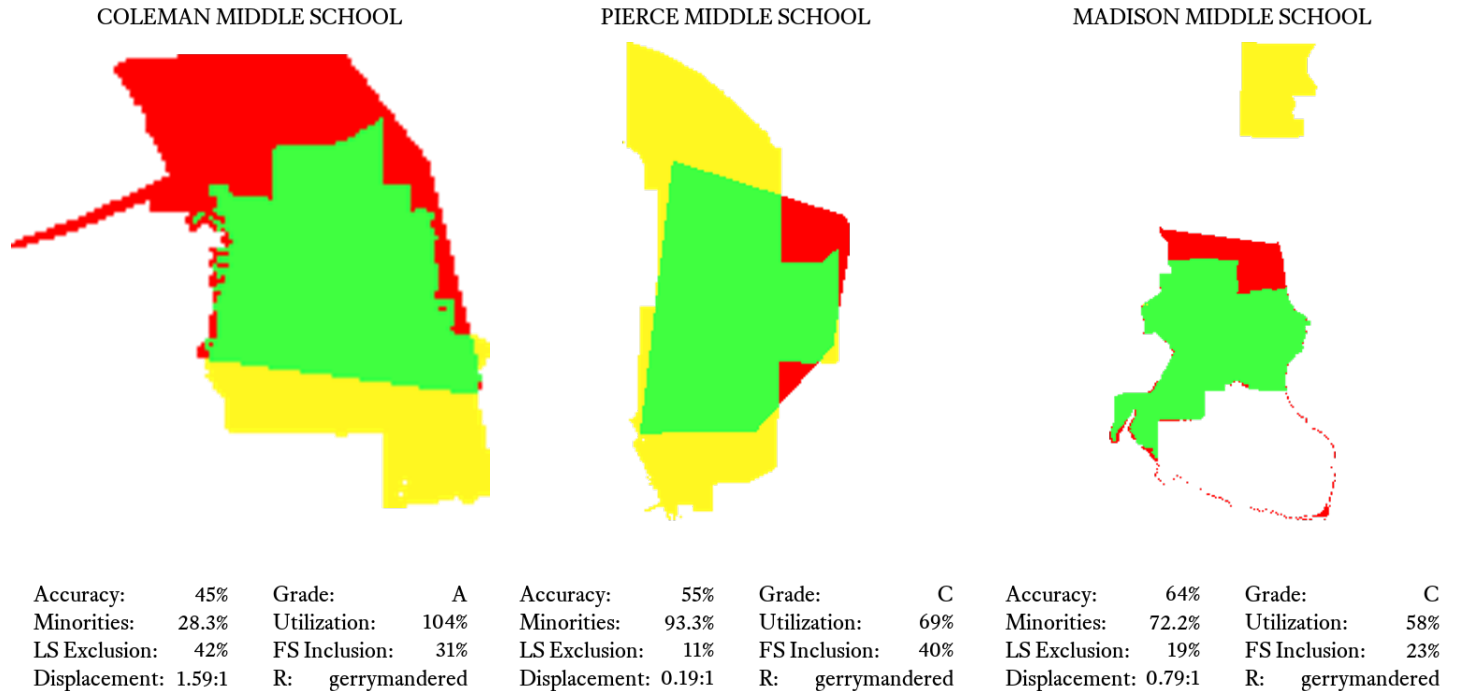 COLEMAN MIDDLE SCHOOL
PIERCE MIDDLE SCHOOL
MADISON MIDDLE SCHOOL
Accuracy: 45% Grade: A
Minorities: 28.3% Utilization: 104%
LS Exclusion: 42% FS Inclusion: 31%
Displacement: 1.59:1 R: gerrymandered
Accuracy: 55% Grade: C
Minorities: 93.3% Utilization: 69%
LS Exclusion: 11% FS Inclusion: 40%
Displacement: 0.19:1 R: gerrymandered
Accuracy: 64% Grade: C
Minorities: 72.2% Utilization: 58%
LS Exclusion: 19% FS Inclusion: 23%
Displacement: 0.79:1 R: gerrymandered